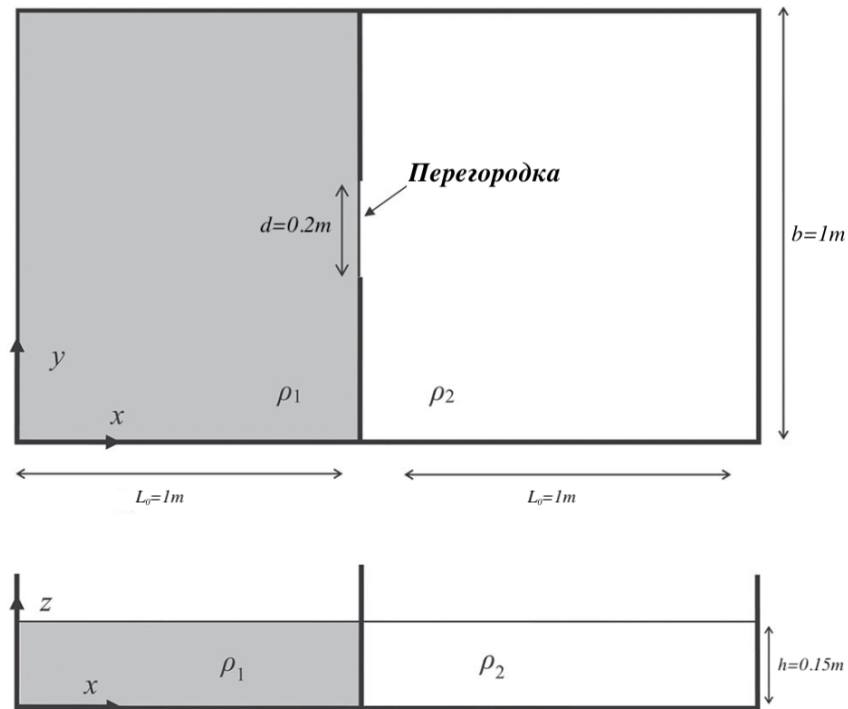 Перегородка
d=0.2m
b=1m
y
ρ1
ρ2
x
L₀=1m
L₀=1m
z
ρ1
ρ2
h=0.15m
x